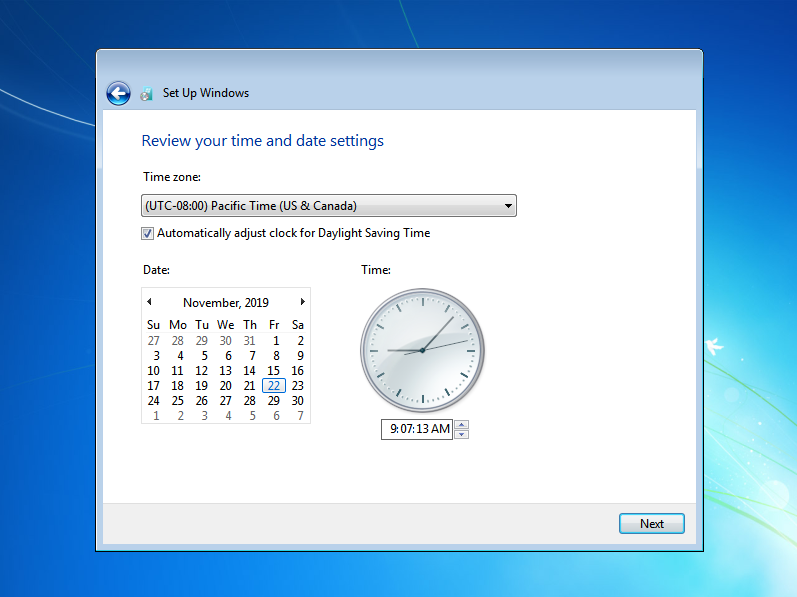 Set Up Windows
Review your time and date settings
Time zone:
(UTC-08:00) Pacific Time (US & Canada)
Automatically adjust clock for Daylight Saving Time
Date:
Time:
November, 2019
Su Mo Tu We Th Fr Sa
27 28 29 30 31 1 2
3 4 5 6 7 8 9
10 11 12 13 14 15 16
17 18 19 20 21 22 23
24 25 26 27 28 29 30
1 2 3 4 5 6 7
9:07:13 AM
Next